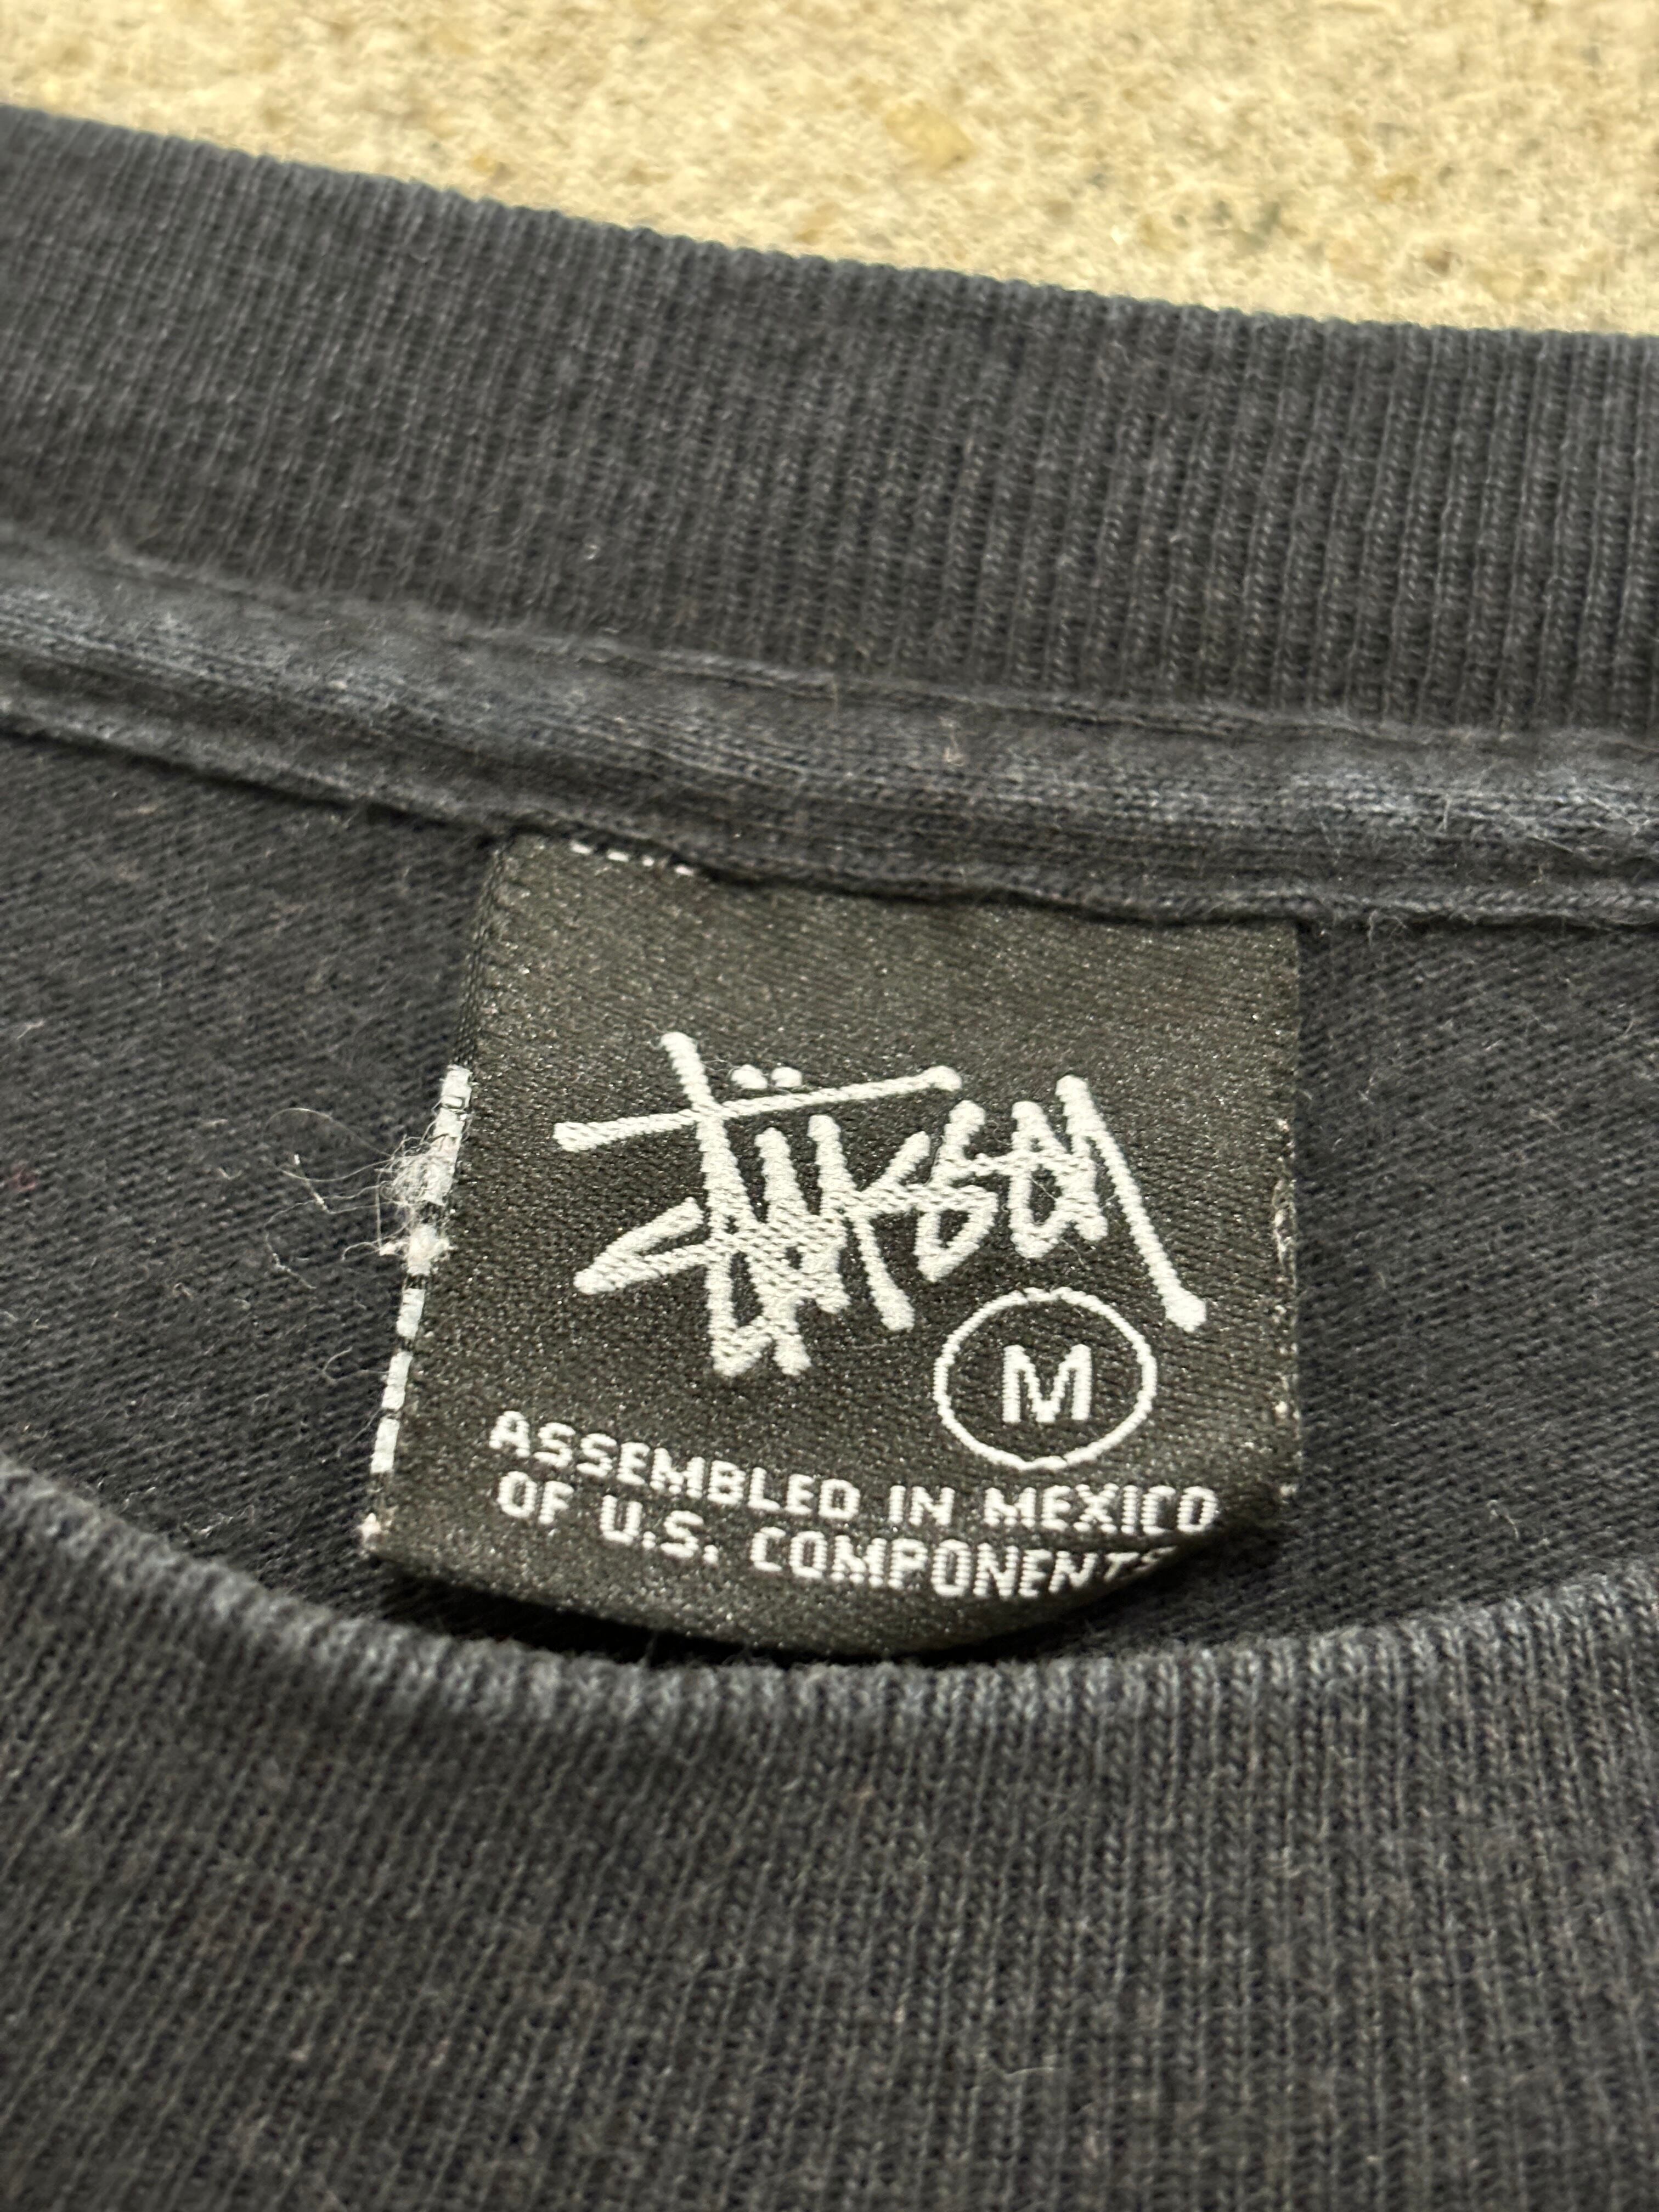 Stüssy
M
ASSEMBLED IN MEXICO
OF U.S. COMPONENTS